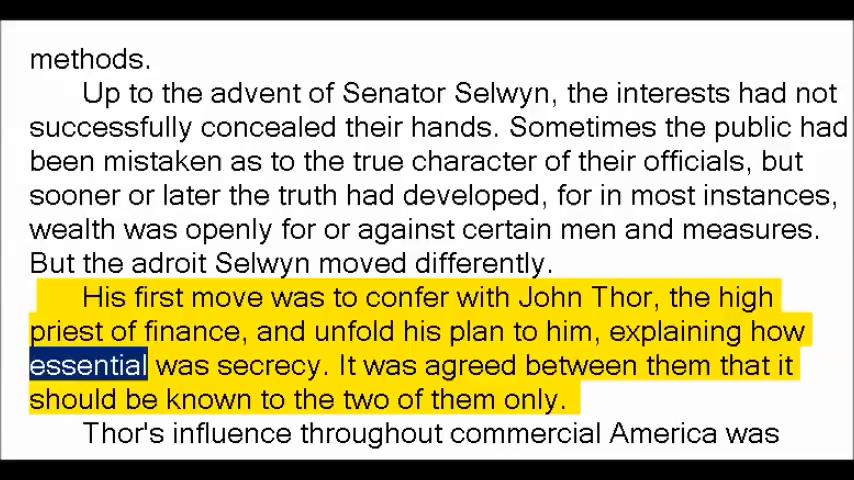 methods.
Up to the advent of Senator Selwyn, the interests had not
successfully concealed their hands. Sometimes the public had
been mistaken as to the true character of their officials, but
sooner or later the truth had developed, for in most instances,
wealth was openly for or against certain men and measures.
But the adroit Selwyn moved differently.
His first move was to confer with John Thor, the high
priest of finance, and unfold his plan to him, explaining how
essential was secrecy. It was agreed between them that it
should be known to the two of them only.
Thor's influence throughout commercial America was